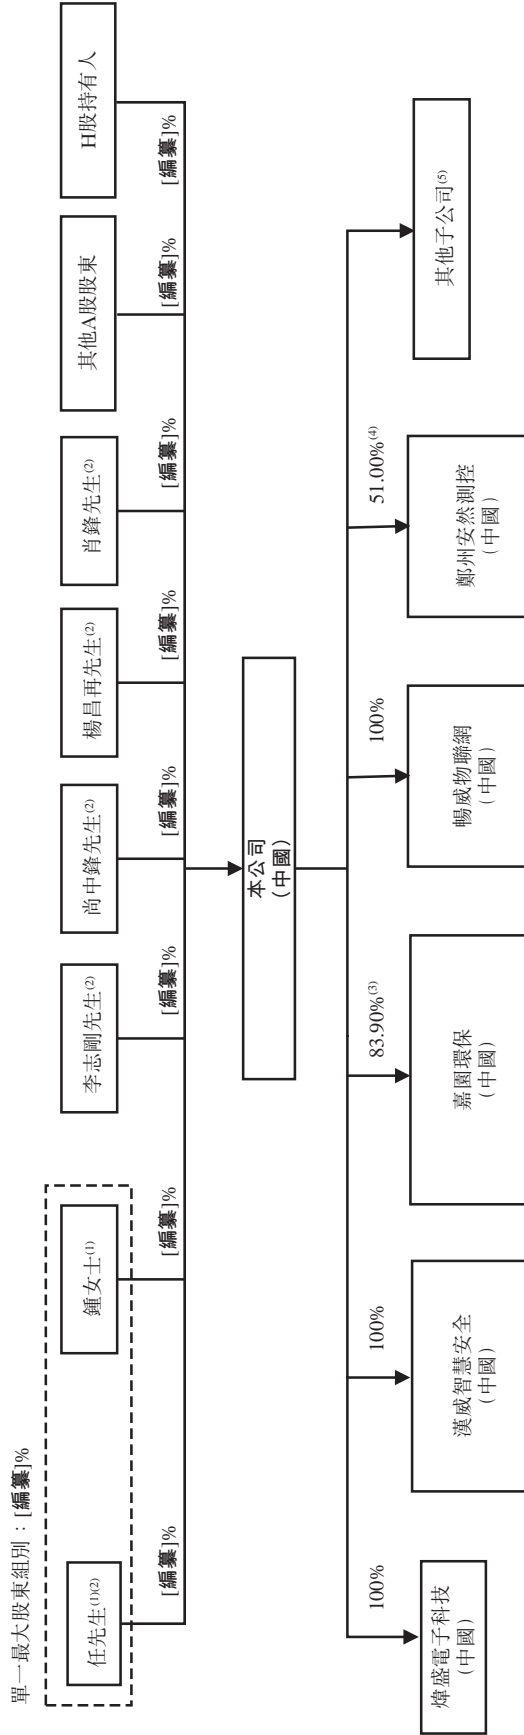 單一最大股東組別：[編纂]%
任先生(1)(2)
鍾女士(1)
李志剛先生(2)
尚中鋒先生(2)
楊昌再先生(2)
肖鋒先生(2)
其他A股股東
H股持有人
[編纂]%
[編纂]%
[編纂]%
[編纂]%
[編纂]%
[編纂]%
[編纂]%
[編纂]%
本公司
（中國）
100%
100%
83.90%(3)
100%
51.00%(4)
煒盛電子科技
（中國）
漢威智慧安全
（中國）
嘉園環保
（中國）
暢威物聯網
（中國）
鄭州安然測控
（中國）
其他子公司(5)